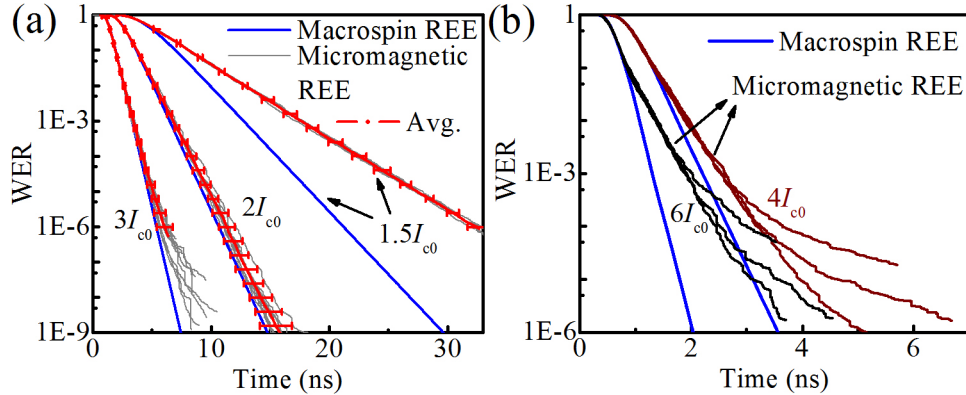 (a)
1
1E-3
1E-6
1E-9
WER
0
10
20
30
Time (ns)
Macrospin REE
Micromagnetic
REE
Avg.
3I_c0
2I_c0
1.5I_c0
(b)
1
1E-3
1E-6
WER
0
2
4
6
Time (ns)
Macrospin REE
Micromagnetic REE
6I_c0
4I_c0